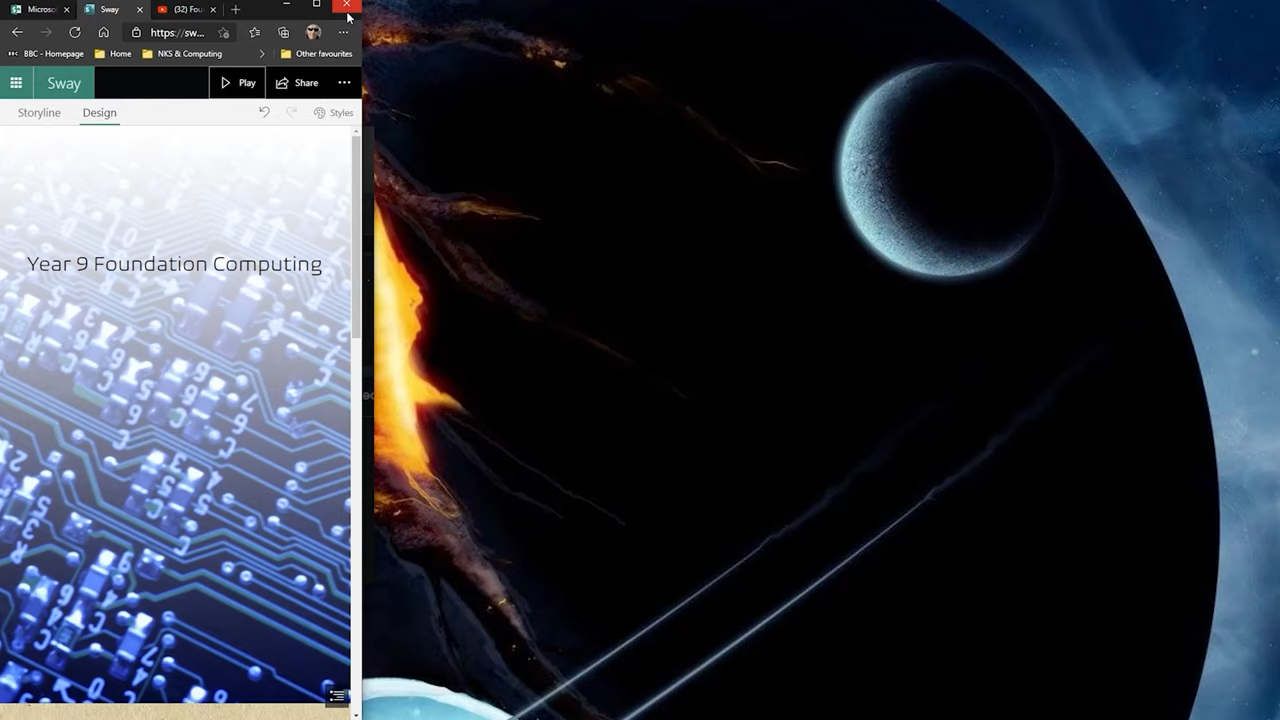 Microso
Sway
(32) Fou
https://sw...
BBC - Homepage
Home
NKS & Computing
Other favourites
Sway
Play
Share
Storyline
Design
Styles
Year 9 Foundation Computing